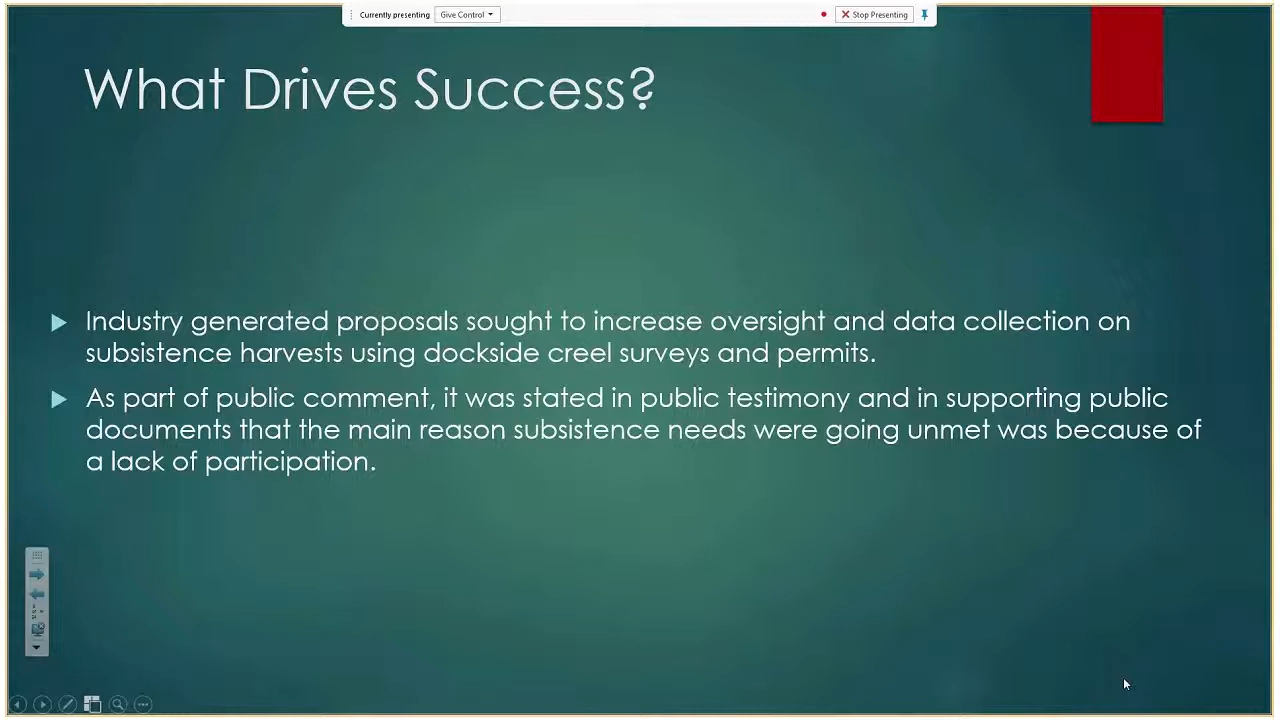 Currently presenting Give Control Stop Presenting
What Drives Success?
Industry generated proposals sought to increase oversight and data collection on
subsistence harvests using dockside creel surveys and permits.
As part of public comment, it was stated in public testimony and in supporting public
documents that the main reason subsistence needs were going unmet was because of
a lack of participation.